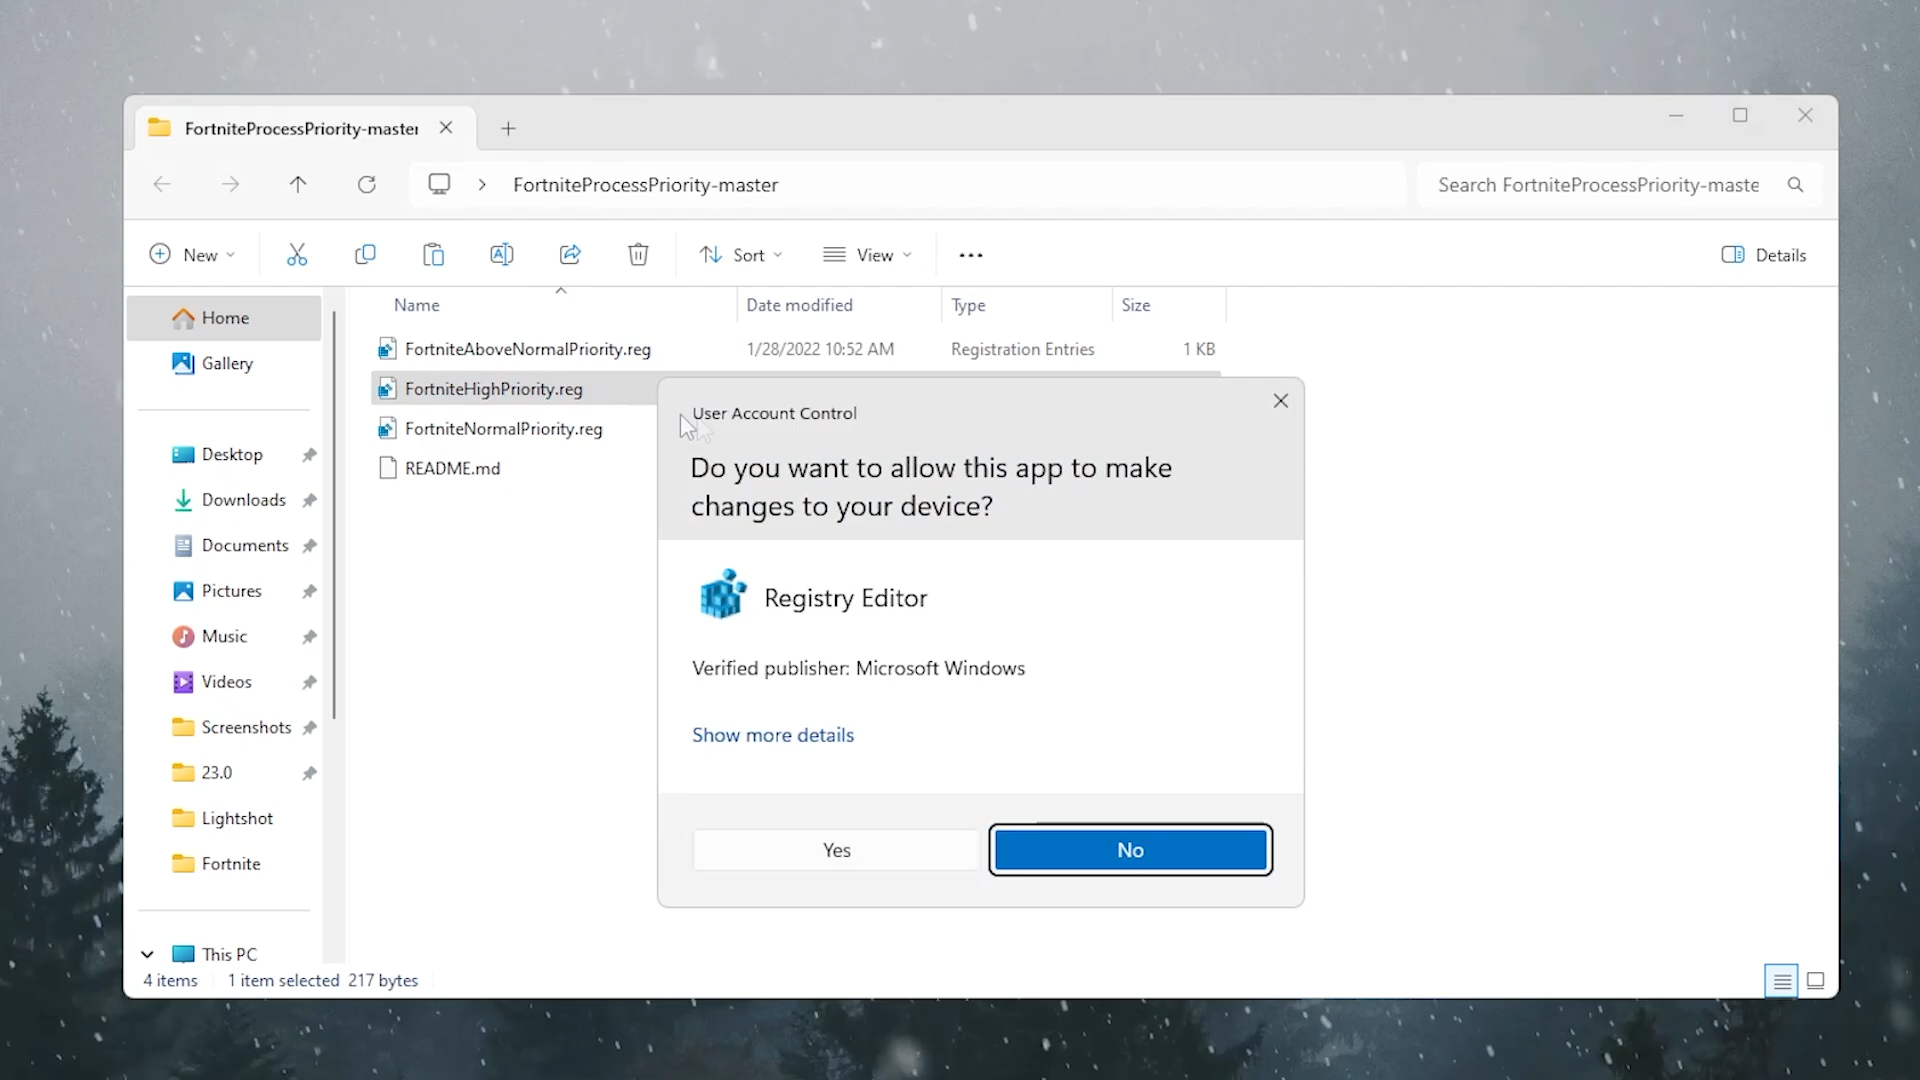 FortniteProcessPriority-master
FortniteProcessPriority-master
Search FortniteProcessPriority-maste
New
Sort
View
Details
Name
Date modified
Type
Size
Home
Gallery
Desktop
Downloads
Documents
Pictures
Music
Videos
Screenshots
23.0
Lightshot
Fortnite
This PC
FortniteAboveNormalPriority.reg
1/28/2022 10:52 AM
Registration Entries
1 KB
FortniteHighPriority.reg
FortniteNormalPriority.reg
README.md
User Account Control
Do you want to allow this app to make
changes to your device?
Registry Editor
Verified publisher: Microsoft Windows
Show more details
Yes
No
4 items
1 item selected 217 bytes